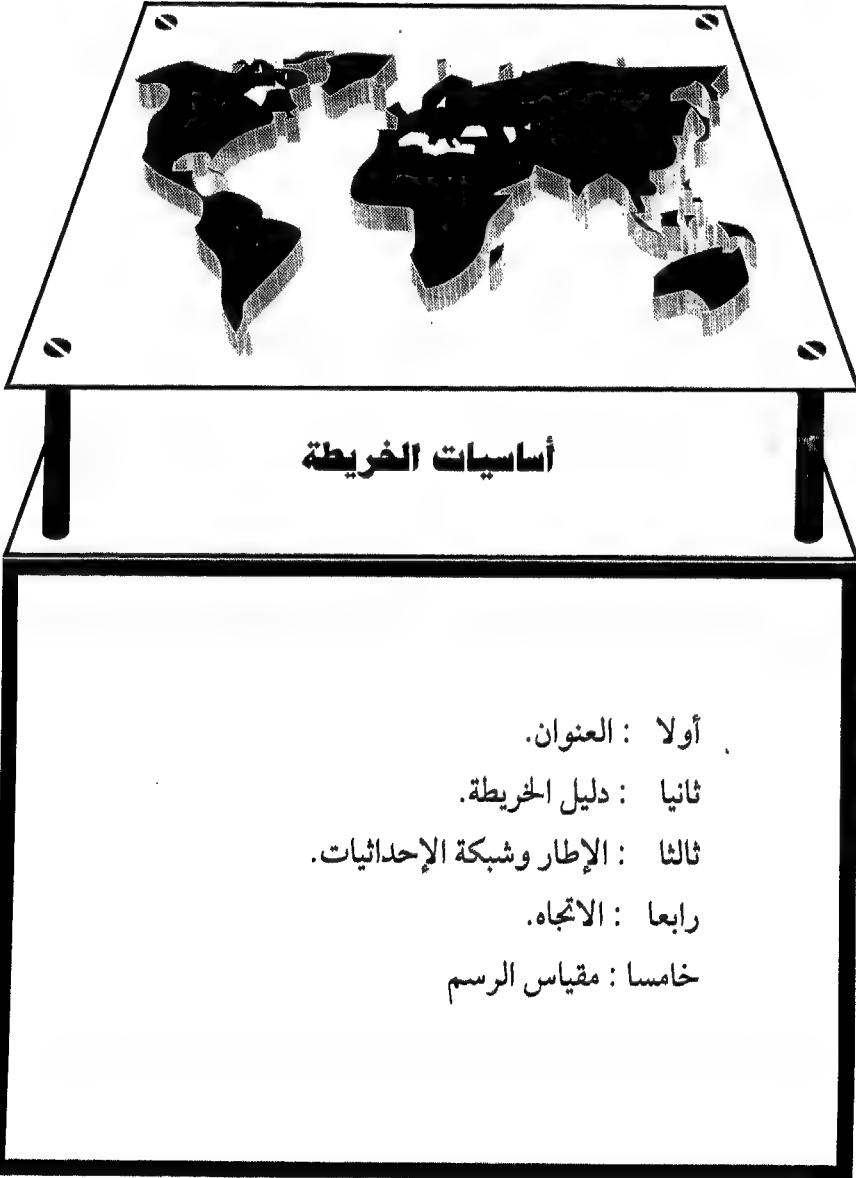 أساسيات الخريطة
أولا : العنوان.
ثانيا : دليل الخريطة.
ثالثا : الإطار وشبكة الإحداثيات.
رابعا : الاتجاه.
خامسا : مقياس الرسم